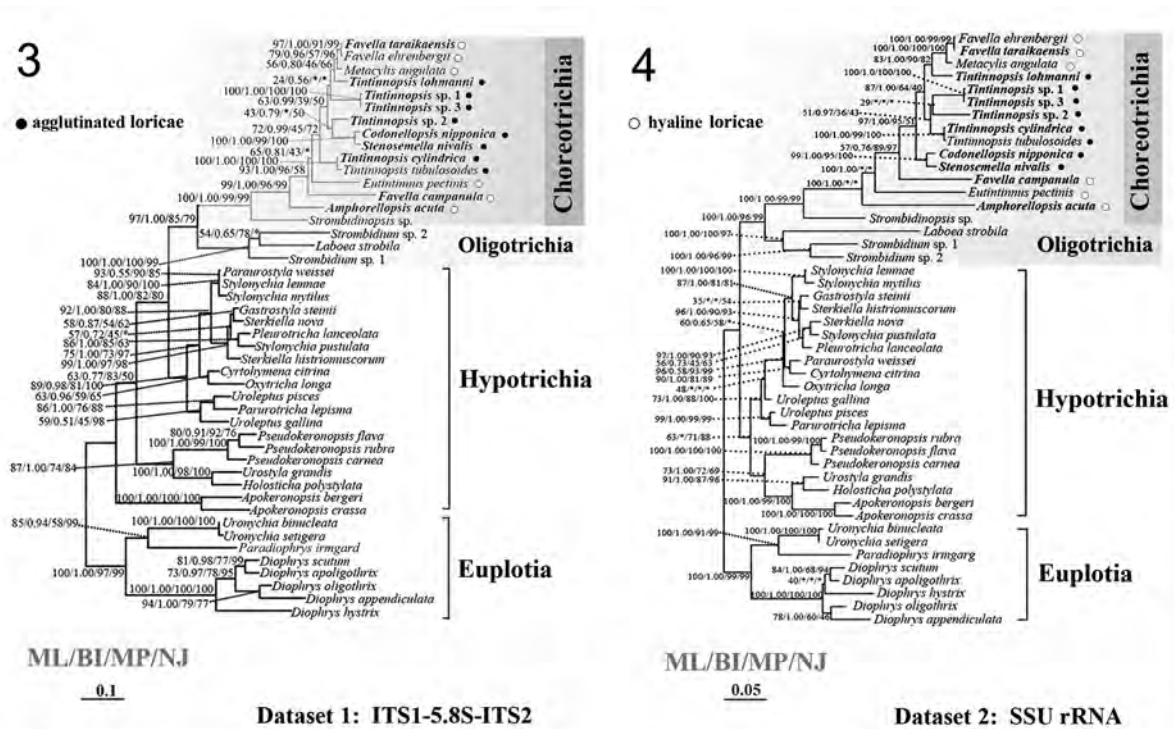 3
97/1.00/91/99
Favella taraikaensis
79/0.96/57/96
Favella ehrenbergii
56/0.80/46/66
Metacylis angulata
24/0.56/*/*
Tintinnopsis lohmanni
100/1.00/100/100
Tintinnopsis sp. 1
63/0.99/39/50
Tintinnopsis sp. 3
43/0.79/*/50
Tintinnopsis sp. 2
72/0.99/45/72
Codonellopsis nipponica
100/1.00/99/100
Stenosemella nivalis
65/0.81/43/*
Tintinnopsis cylindrica
100/1.00/100/100
Tintinnopsis tubulosoides
93/1.00/96/58
Eutintinnus pectinis
99/1.00/96/99
Favella campanula
Amphorellopsis acuta
100/1.00/99/99
Strombidinopsis sp.
97/1.00/85/79
54/0.65/78/*
Strombidium sp. 2
Laboea strobila
100/1.00/100/99
Strombidium sp. 1
● agglutinated loricae
Choreotrichia
Oligotrichia
93/0.55/90/85
Paraurostyla weissei
84/1.00/90/100
Stylonychia lemnae
88/1.00/82/80
Stylonychia mytilus
92/1.00/80/88
Gastrostyla steinii
58/0.87/54/62
Sterkiella nova
57/0.72/45/*
Pleurotricha lanceolata
86/1.00/85/63
Stylonychia pustulata
75/1.00/73/97
99/1.00/97/98
Sterkiella histriomuscorum
63/0.77/83/50
Cyrtohymena citrina
89/0.98/81/100
Oxytricha longa
63/0.96/59/65
Uroleptus pisces
86/1.00/76/88
Parurotricha lepisma
59/0.51/45/98
Uroleptus gallina
80/0.91/92/76
Pseudokeronopsis flava
100/1.00/99/100
Pseudokeronopsis rubra
Pseudokeronopsis carnea
87/1.00/74/84
100/1.00/98/100
Urostyla grandis
Holosticha polystylata
100/1.00/100/100
Apokeronopsis bergeri
Apokeronopsis crassa
Hypotrichia
85/0.94/58/99
100/1.00/100/100
Uronychia binucleata
Uronychia setigera
Paradiophrys irmgard
100/1.00/97/99
81/0.98/77/99
Diophrys scutum
73/0.97/78/95
Diophrys apoligothrix
100/1.00/100/100
Diophrys oligothrix
94/1.00/79/77
Diophrys appendiculata
Diophrys hystrix
Euplotia
ML/BI/MP/NJ
0.1
Dataset 1: ITS1-5.8S-ITS2
4
100/1.00/99/99
Favella ehrenbergii
100/1.00/100/100
Favella taraikaensis
83/1.00/90/82
Metacylis angulata
Tintinnopsis lohmanni
100/1.0/100/100
Tintinnopsis sp. 1
87/1.00/64/40
Tintinnopsis sp. 3
29/*/*/*
Tintinnopsis sp. 2
51/0.97/36/43
97/1.00/95/51
Tintinnopsis cylindrica
100/1.00/99/100
Tintinnopsis tubulosoides
57/0.76/89/97
Codonellopsis nipponica
99/1.00/95/100
Stenosemella nivalis
100/1.00/*/*
Favella campanula
100/1.00/*/*
Eutintinnus pectinis
Amphorellopsis acuta
100/1.00/99/99
Strombidinopsis sp.
100/1.00/96/99
Laboea strobila
100/1.00/100/97
Strombidium sp. 1
100/1.00/96/99
Strombidium sp. 2
○ hyaline loricae
Choreotrichia
Oligotrichia
100/1.00/100/100
Stylonychia lemnae
87/1.00/81/81
Stylonychia mytilus
Gastrostyla steinii
35/*/*/54
Sterkiella histriomuscorum
96/1.00/90/93
Sterkiella nova
60/0.65/58/*
Stylonychia pustulata
Pleurotricha lanceolata
97/1.00/90/93
Paraurostyla weissei
56/0.73/45/63
Cyrtohymena citrina
96/0.58/93/99
Oxytricha longa
90/1.00/81/89
48/*/*/*
Uroleptus gallina
73/1.00/88/100
Uroleptus pisces
99/1.00/99/99
Parurotricha lepisma
63/*/71/88
100/1.00/99/100
Pseudokeronopsis rubra
100/1.00/100/100
Pseudokeronopsis flava
Pseudokeronopsis carnea
73/1.00/72/69
Urostyla grandis
91/1.00/87/96
Holosticha polystylata
100/1.00/99/100
Apokeronopsis bergeri
100/1.00/100/100
Apokeronopsis crassa
Hypotrichia
100/1.00/91/99
100/1.00/100/100
Uronychia binucleata
Uronychia setigera
Paradiophrys irmgarg
100/1.00/99/99
84/1.00/68/94
Diophrys scutum
40/*/*/*
Diophrys apoligothrix
Diophrys hystrix
100/1.00/100/100
Diophrys oligothrix
78/1.00/60/46
Diophrys appendiculata
Euplotia
ML/BI/MP/NJ
0.05
Dataset 2: SSU rRNA